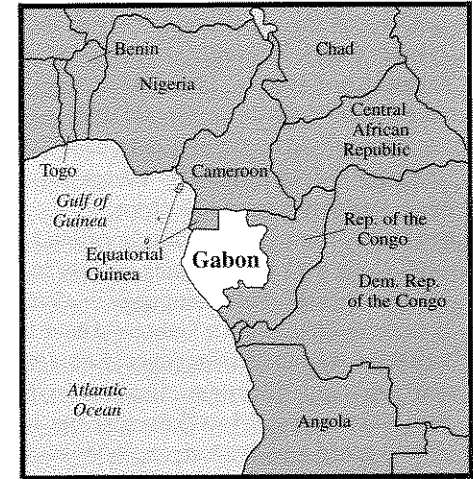 Benin
Chad
Nigeria
Central
African
Republic
Togo
Cameroon
Gulf of
Guinea
Rep. of the
Congo
Equatorial
Guinea
Gabon
Dem. Rep.
of the Congo
Atlantic
Ocean
Angola